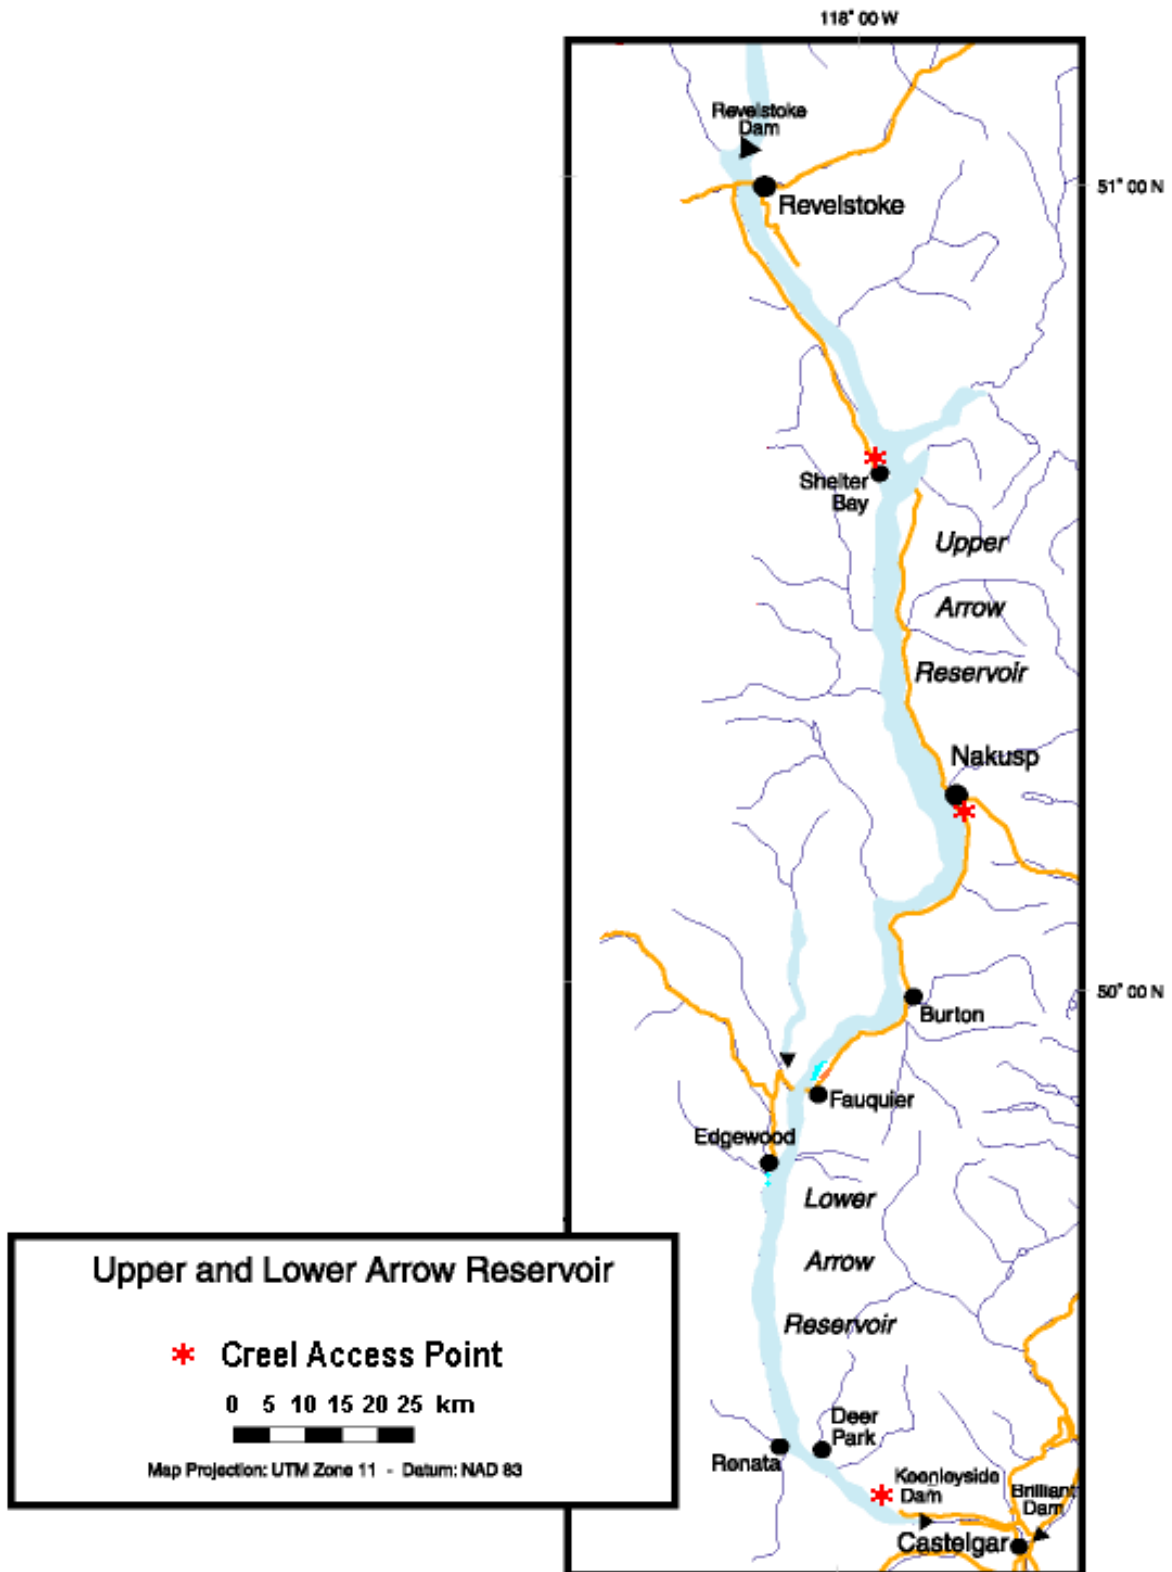 118° 00 W
Revelstoke
Dam
51° 00 N
Revelstoke
Shelter
Bay
Upper
Arrow
Reservoir
Nakusp
50° 00 N
Burton
Fauquier
Edgewood
Lower
Arrow
Reservoir
Deer
Park
Renata
Keenleyside
Dam
Brilliant
Dam
Castelgar
Upper and Lower Arrow Reservoir
Creel Access Point
0 5 10 15 20 25 km
Map Projection: UTM Zone 11 - Datum: NAD 83